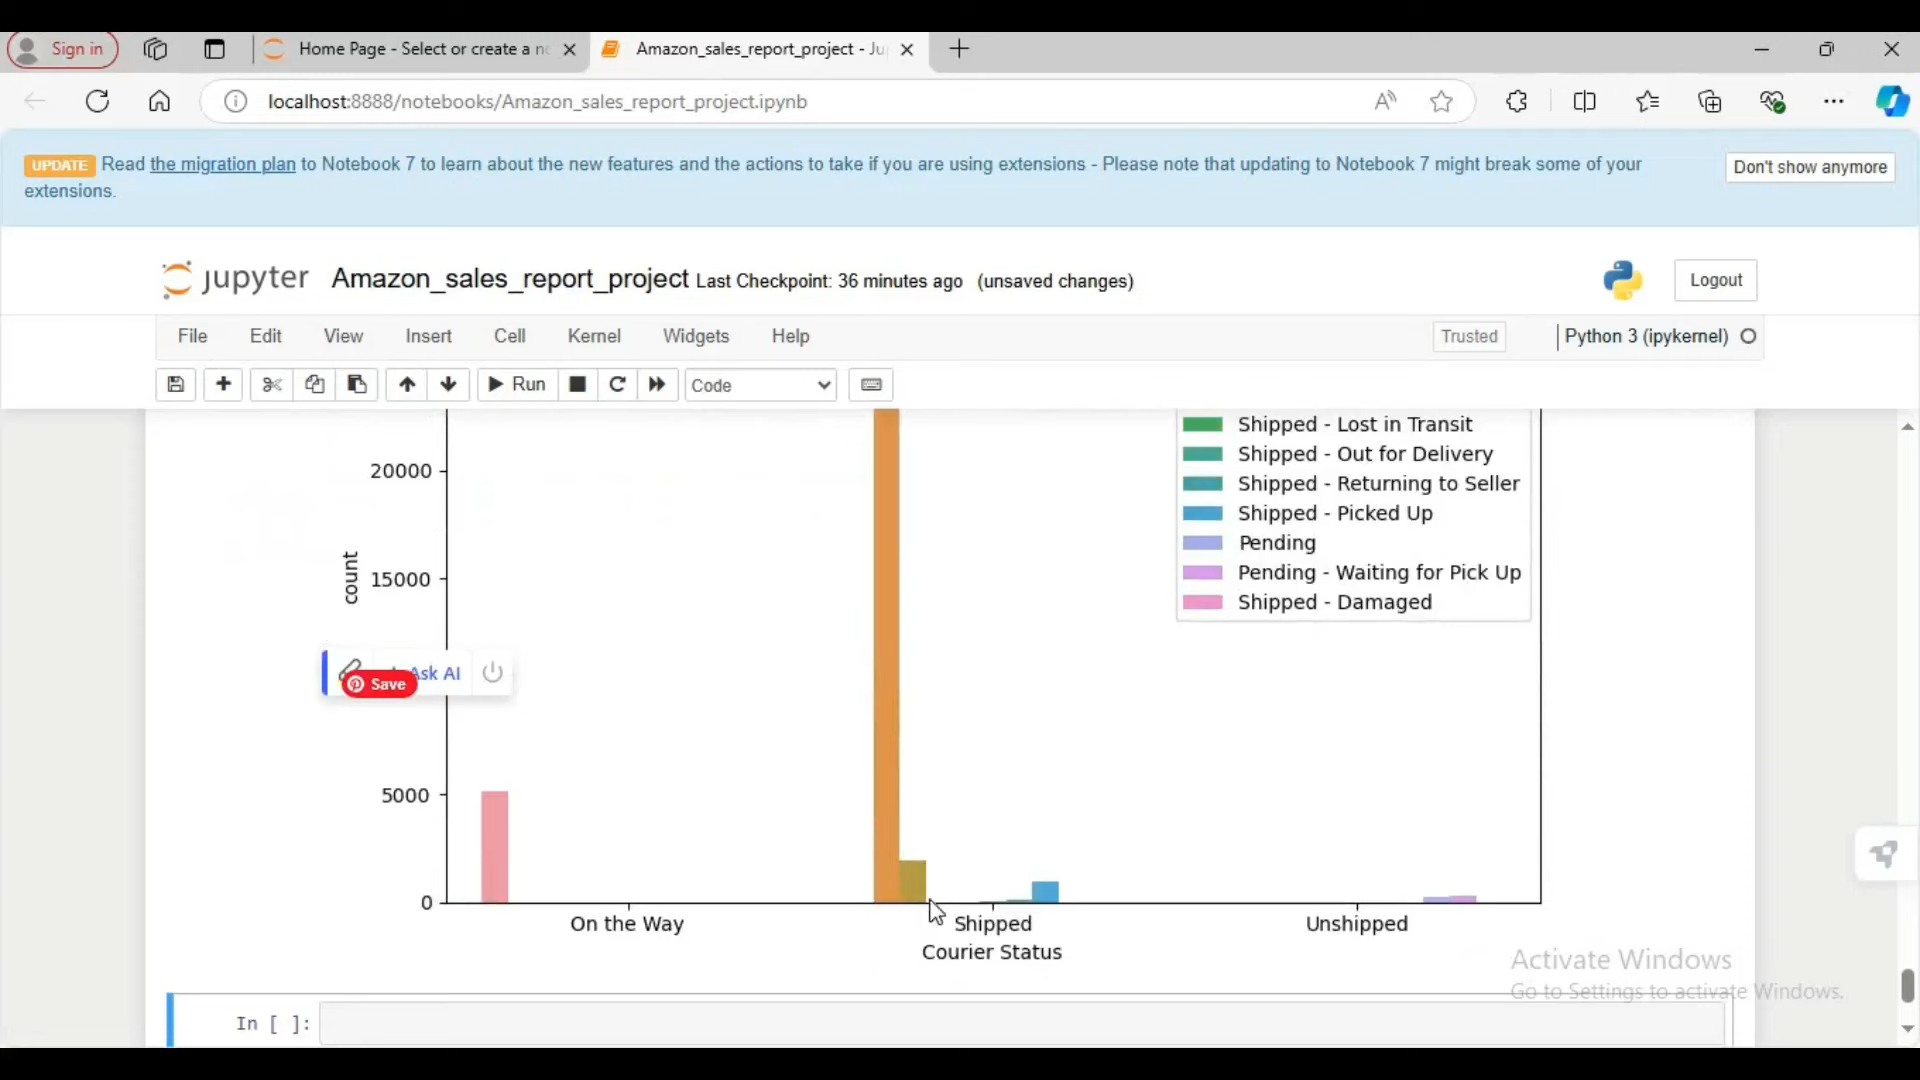 Sign in
Home Page - Select or create a n
Amazon_sales_report_project - Ju
localhost:8888/notebooks/Amazon_sales_report_project.ipynb
UPDATE Read the migration plan to Notebook 7 to learn about the new features and the actions to take if you are using extensions - Please note that updating to Notebook 7 might break some of your
extensions.
Don't show anymore
jupyter Amazon_sales_report_project Last Checkpoint: 36 minutes ago (unsaved changes)
Logout
File Edit View Insert Cell Kernel Widgets Help
Trusted
Python 3 (ipykernel)
Run
Code
Shipped - Lost in Transit
Shipped - Out for Delivery
Shipped - Returning to Seller
Shipped - Picked Up
Pending
Pending - Waiting for Pick Up
Shipped - Damaged
20000
count
15000
Ask AI
Save
5000
0
On the Way
Shipped
Unshipped
Courier Status
Activate Windows
Go to Settings to activate Windows.
In [ ]: